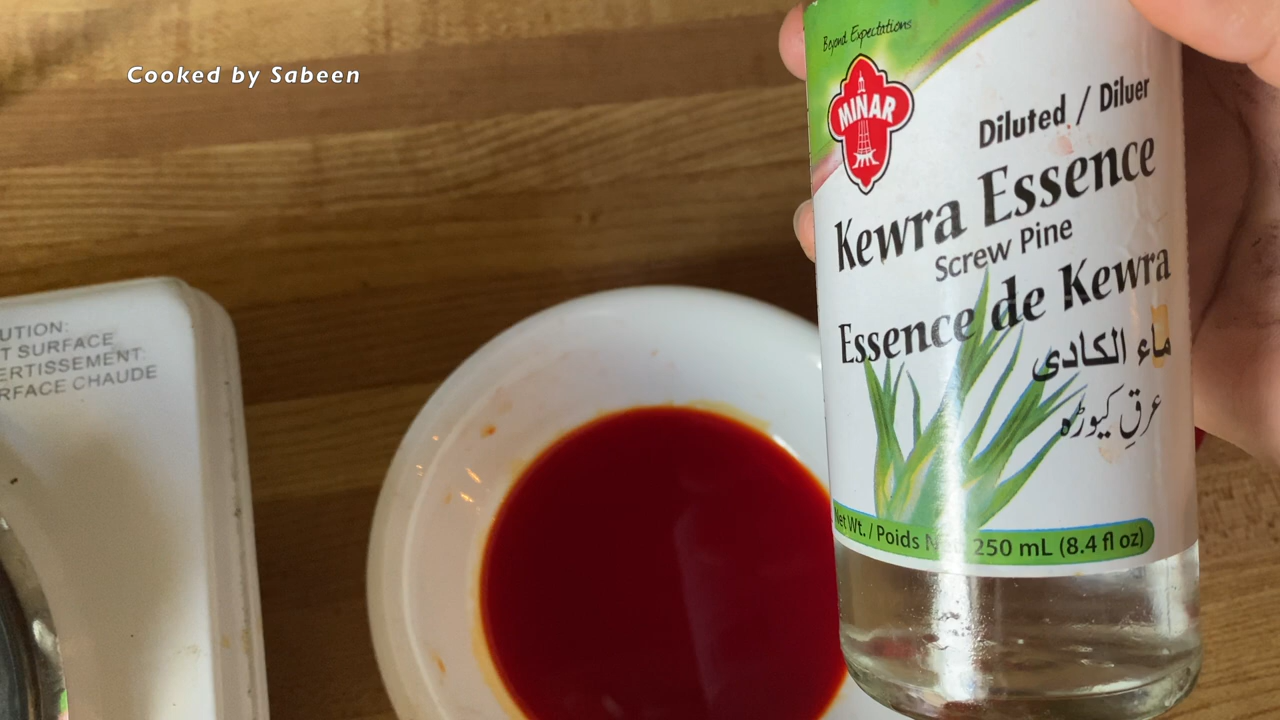 Cooked by Sabeen
Beyond Expectations
MINAR
Diluted / Diluer
Kewra Essence
Screw Pine
Essence de Kewra
ماء الكادى
عرقِ کیوڑہ
Net Wt. / Poids 250 mL (8.4 fl oz)
UTION:
T SURFACE
ERTISSEMENT:
RFACE CHAUDE